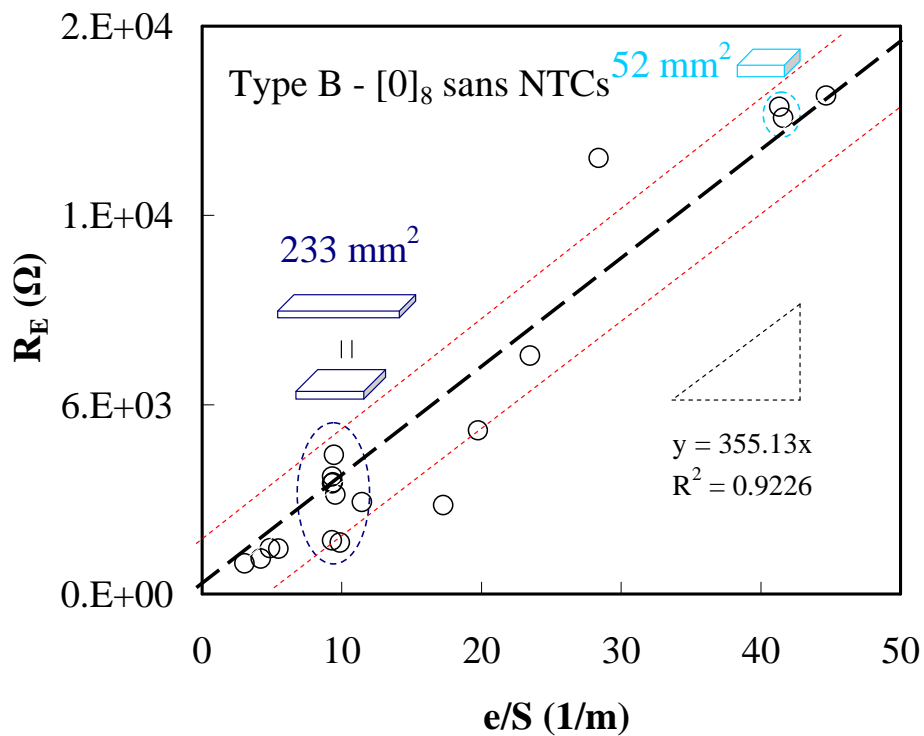 2.E+04
52 mm²
Type B - [0]₈ sans NTCs
1.E+04
233 mm²
R_E (Ω)
6.E+03
y = 355.13x
R² = 0.9226
0.E+00
0 10 20 30 40 50
e/S (1/m)